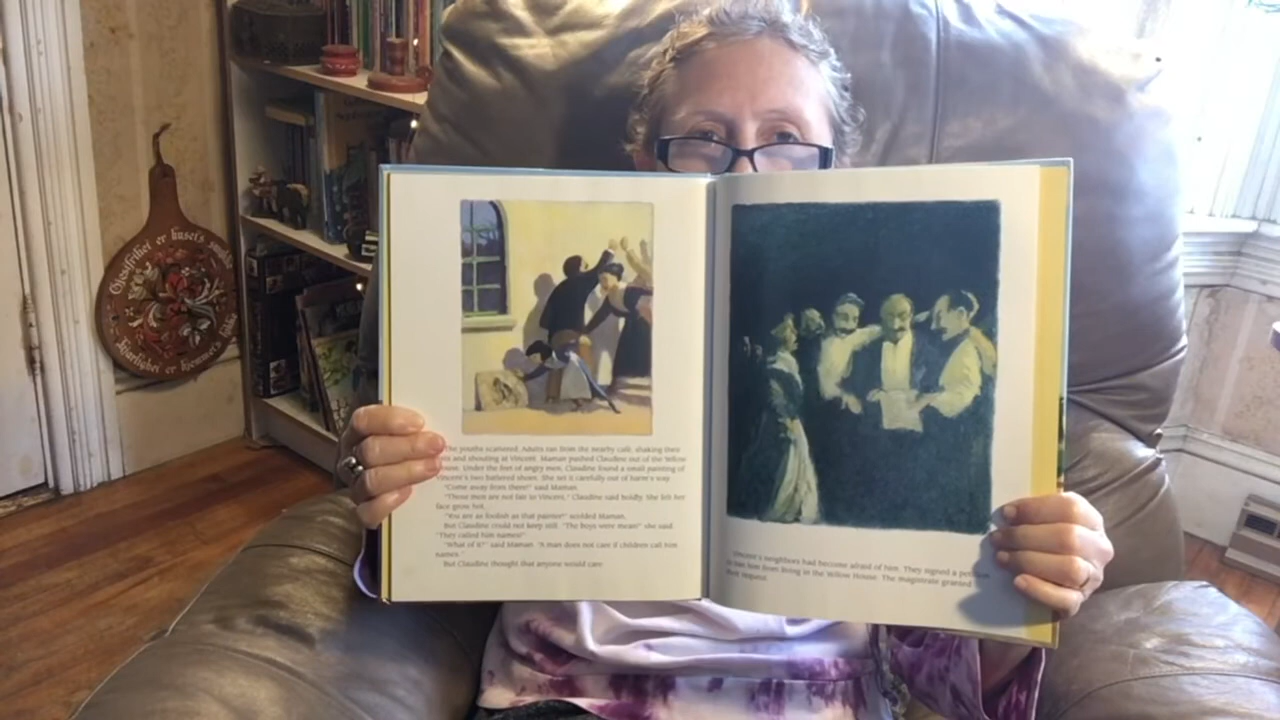 Gjestfrihet er huset's
Kjærlighet er hjemmets
The youths scattered. Adults ran from the nearby café, shaking their
and shouting at Vincent. Maman pushed Claudine out of the Yellow
House. Under the feet of angry men, Claudine found a small painting of
Vincent's two battered shoes. She set it carefully out of harm's way.
"Come away from there!" said Maman.
"Those men are not fair to Vincent," Claudine said boldly. She felt her
face grow hot.
"You are as foolish as that painter!" scolded Maman.
But Claudine could not keep still. "The boys were mean!" she said.
"They called him names!"
"What of it?" said Maman. "A man does not care if children call him
names."
But Claudine thought that anyone would care.
Vincent's neighbors had become afraid of him. They signed a petition
to ban him from living in the Yellow House. The magistrate granted
their request.